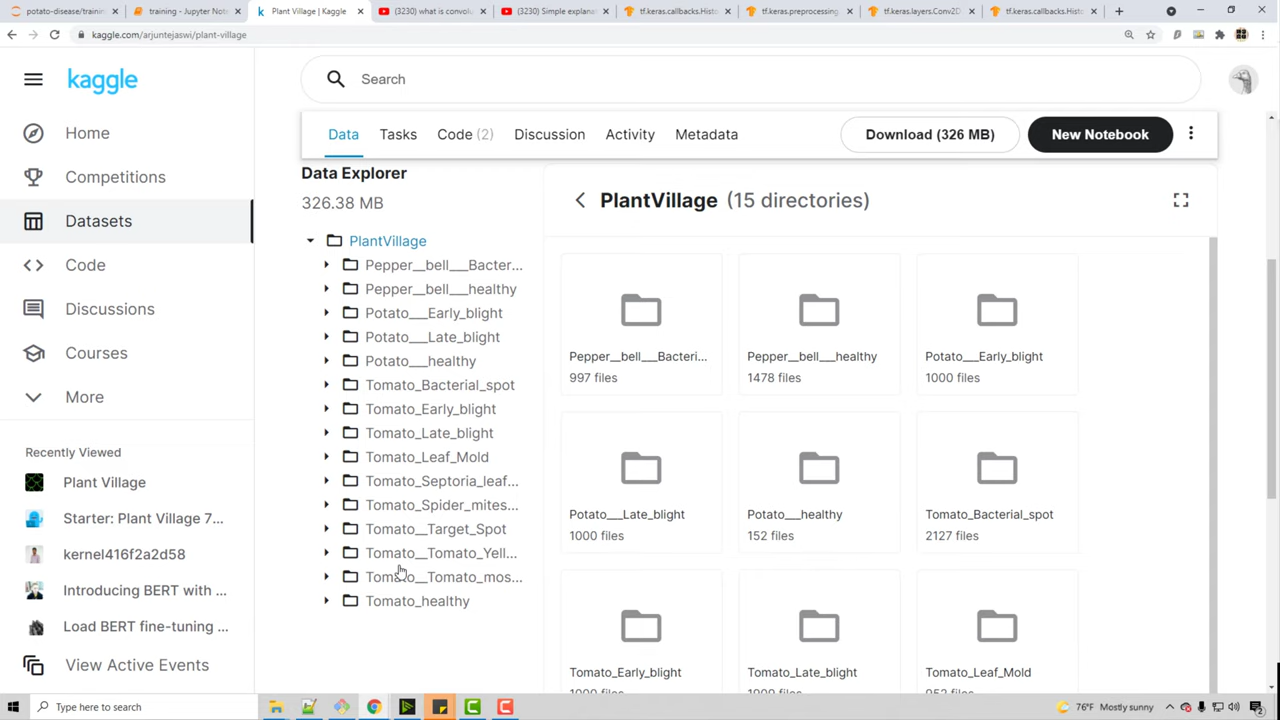 potato-disease/training
training - Jupyter Note
Plant Village | Kaggle
(3230) what is convolu
(3230) Simple explana
tf.keras.callbacks.Histo
tf.keras.preprocessing
tf.keras.layers.Conv2D
tf.keras.callbacks.Histo
kaggle.com/arjuntejaswi/plant-village
kaggle
Home
Competitions
Datasets
Code
Discussions
Courses
More
Recently Viewed
Plant Village
Starter: Plant Village 7...
kernel416f2a2d58
Introducing BERT with ...
Load BERT fine-tuning ...
View Active Events
Search
Data Tasks Code (2) Discussion Activity Metadata Download (326 MB) New Notebook
Data Explorer
326.38 MB
PlantVillage
Pepper__bell___Bacter...
Pepper__bell___healthy
Potato___Early_blight
Potato___Late_blight
Potato___healthy
Tomato_Bacterial_spot
Tomato_Early_blight
Tomato_Late_blight
Tomato_Leaf_Mold
Tomato_Septoria_leaf...
Tomato_Spider_mites...
Tomato__Target_Spot
Tomato__Tomato_Yell...
Tomato__Tomato_mos...
Tomato_healthy
PlantVillage (15 directories)
Pepper__bell___Bacteri...
997 files
Pepper__bell___healthy
1478 files
Potato___Early_blight
1000 files
Potato___Late_blight
1000 files
Potato___healthy
152 files
Tomato_Bacterial_spot
2127 files
Tomato_Early_blight
Tomato_Late_blight
Tomato_Leaf_Mold
Type here to search
76°F Mostly sunny